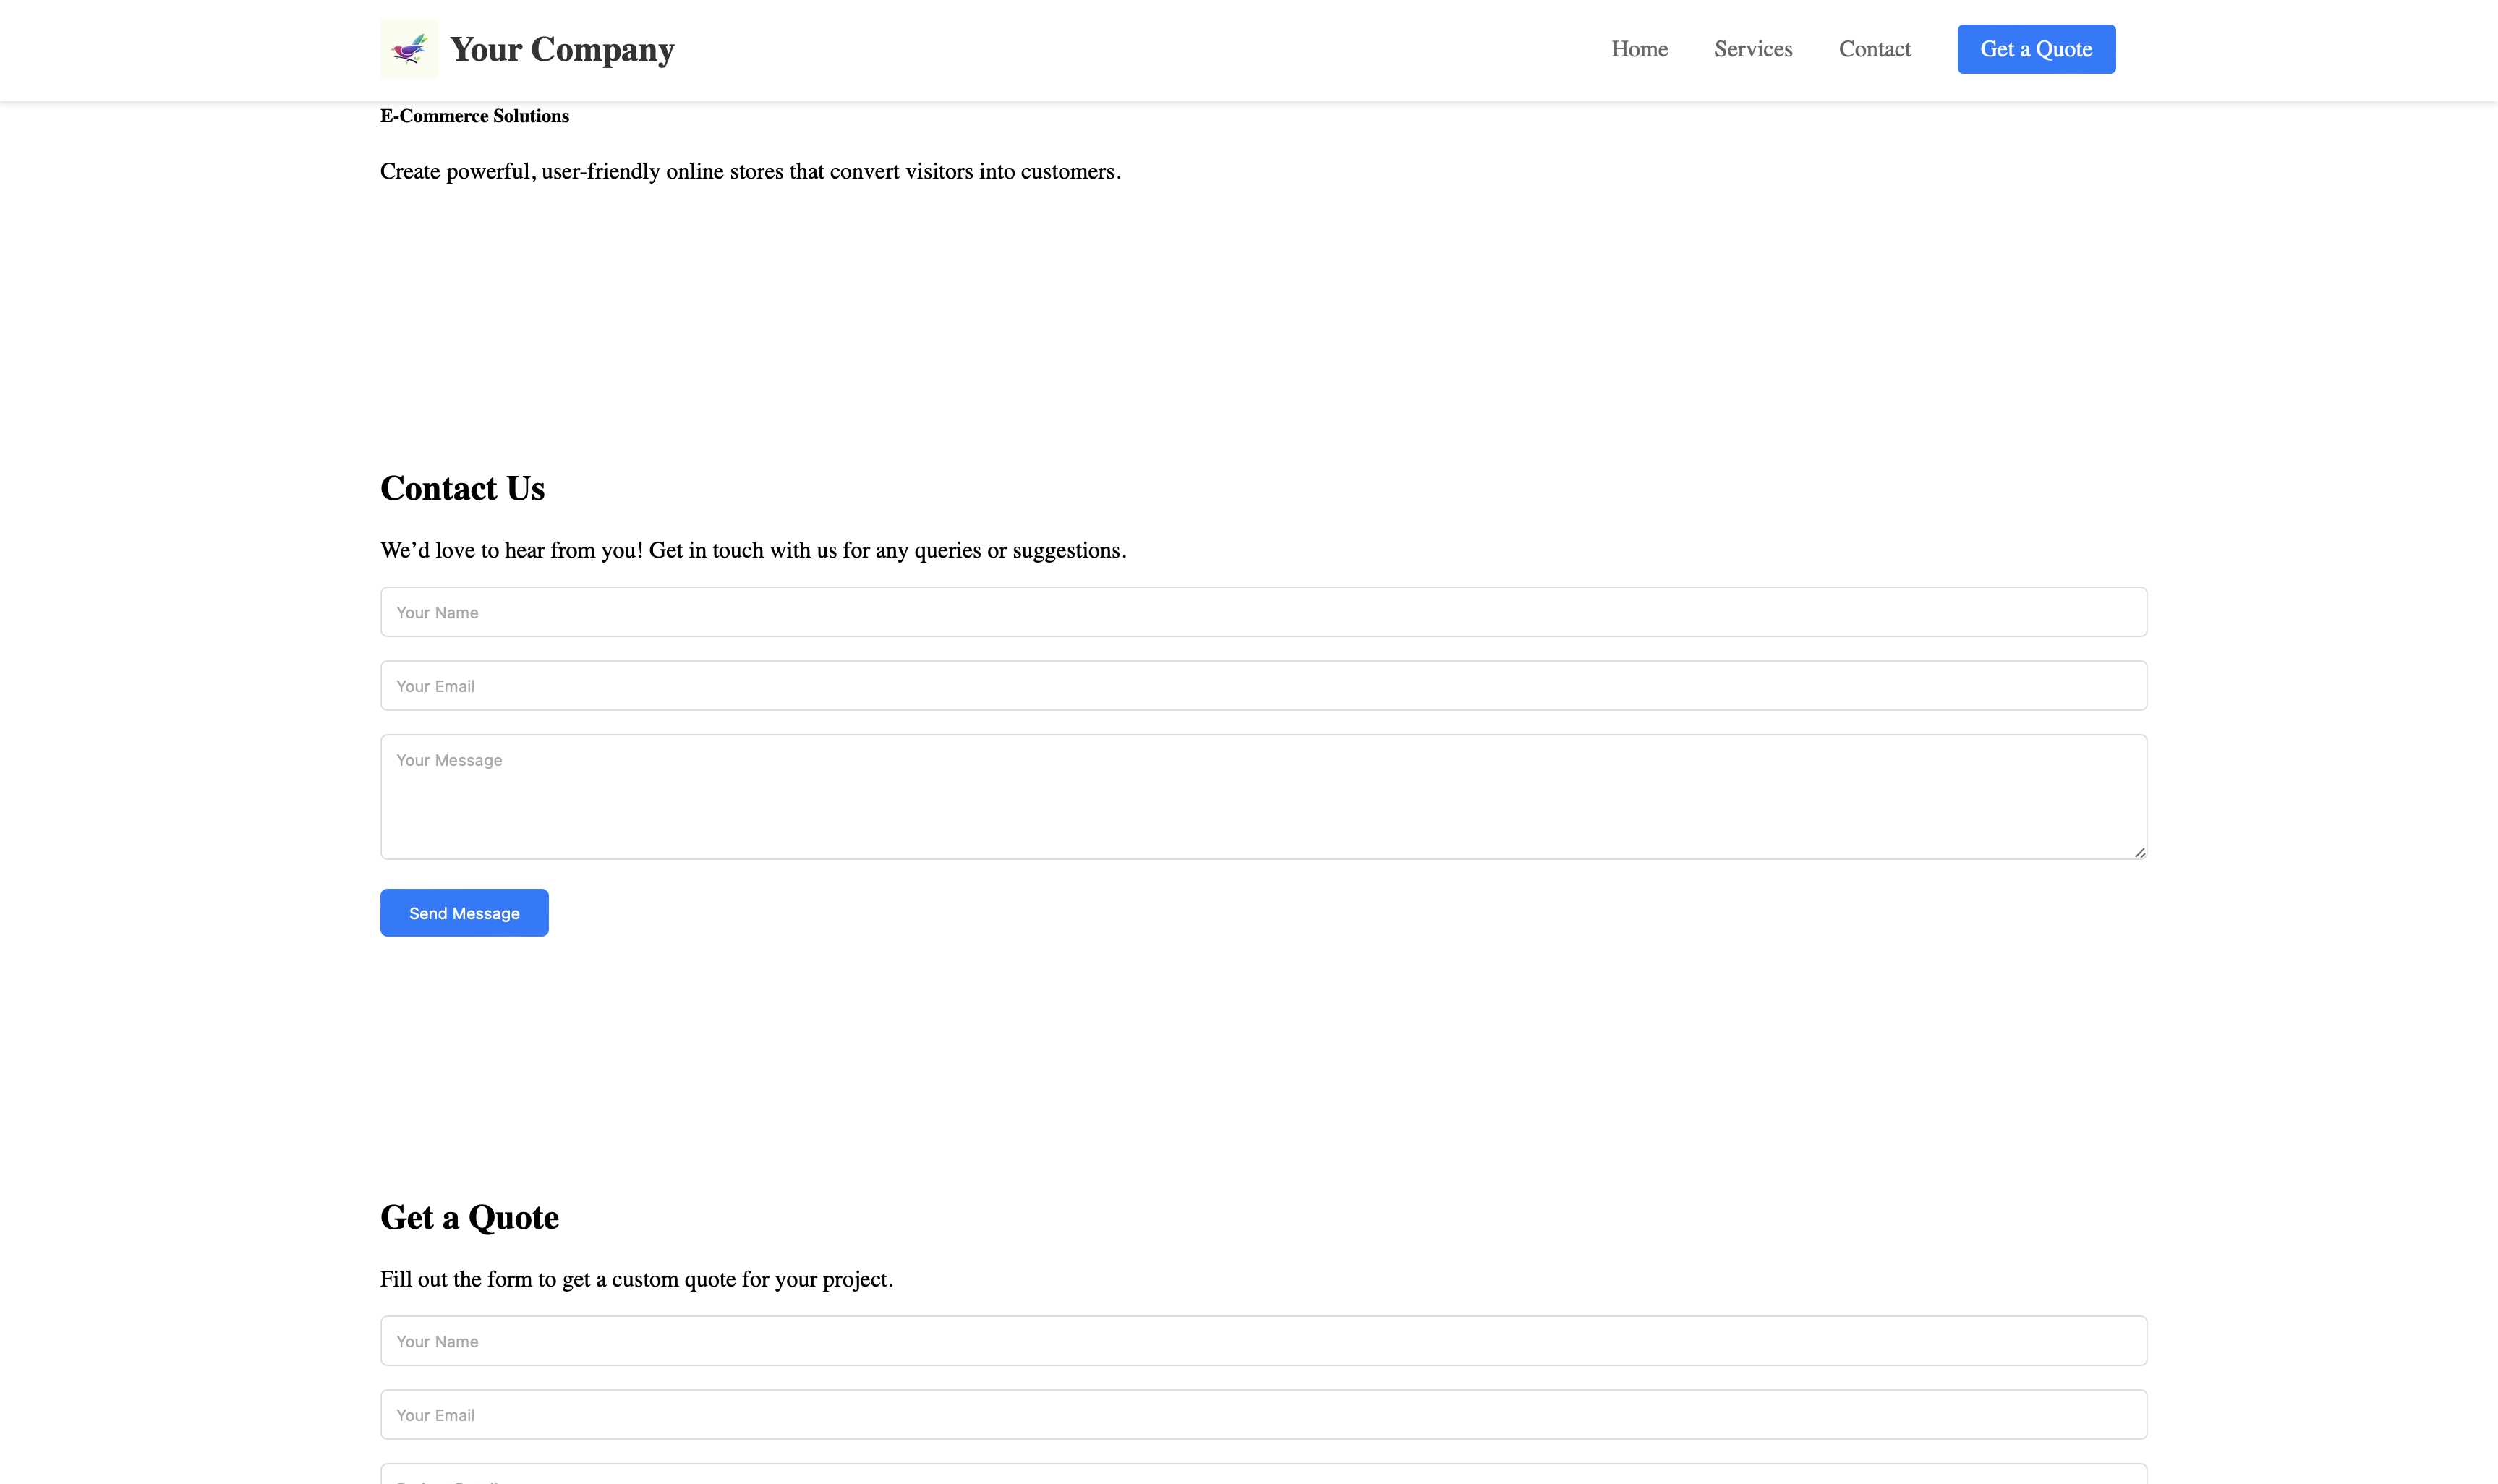 Your Company
Home Services Contact Get a Quote
E-Commerce Solutions
Create powerful, user-friendly online stores that convert visitors into customers.
Contact Us
We’d love to hear from you! Get in touch with us for any queries or suggestions.
Your Name
Your Email
Your Message
Send Message
Get a Quote
Fill out the form to get a custom quote for your project.
Your Name
Your Email